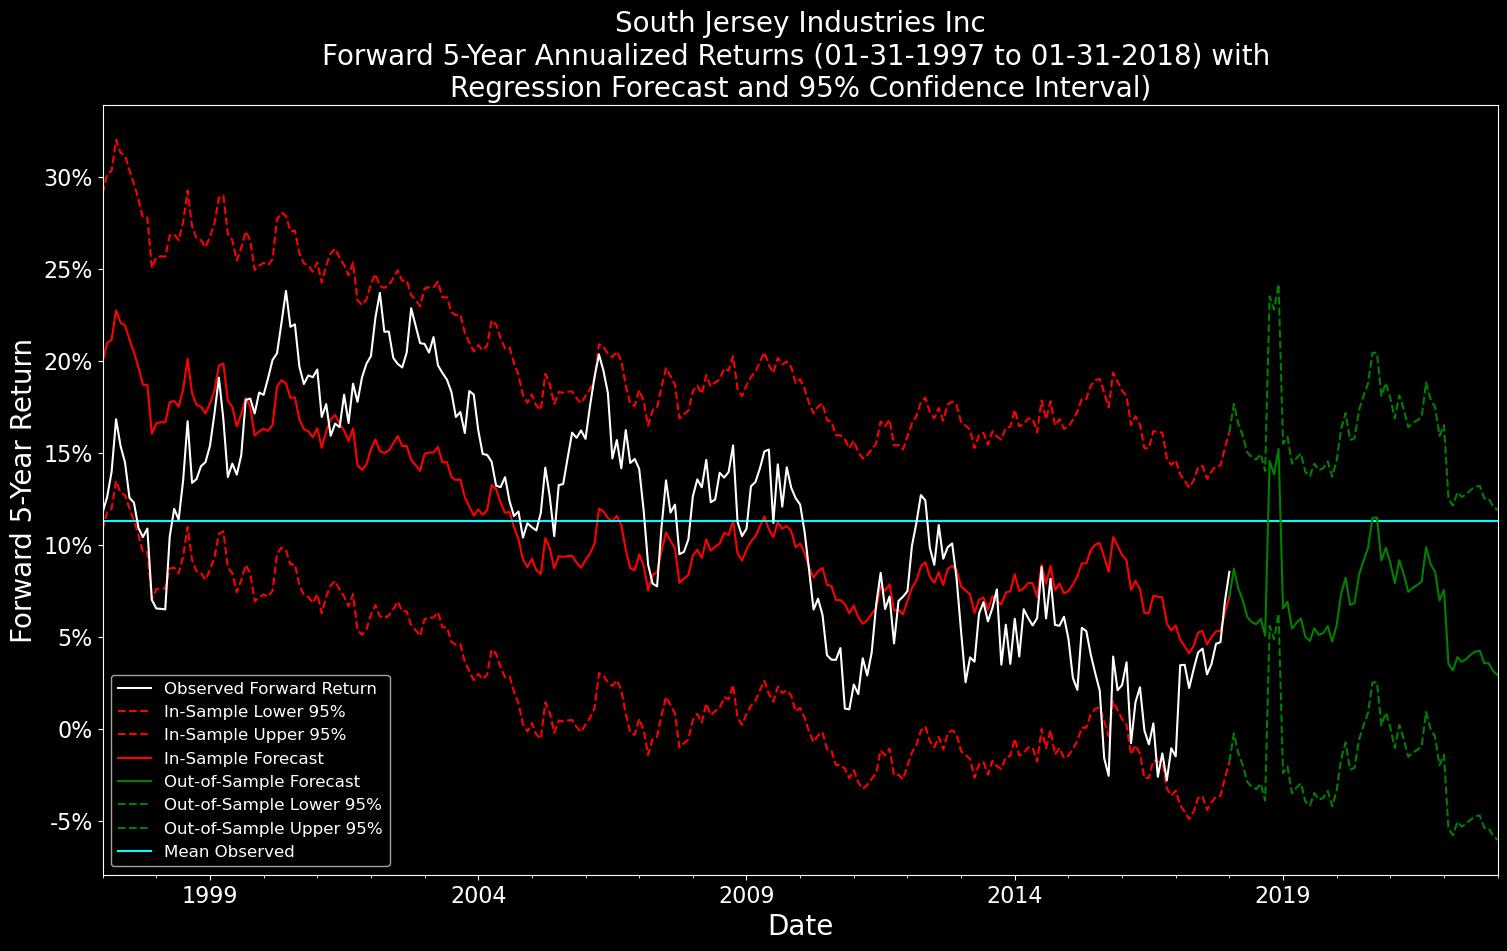 South Jersey Industries Inc
Forward 5-Year Annualized Returns (01-31-1997 to 01-31-2018) with
Regression Forecast and 95% Confidence Interval)
Forward 5-Year Return
30%
25%
20%
15%
10%
5%
0%
-5%
Observed Forward Return
In-Sample Lower 95%
In-Sample Upper 95%
In-Sample Forecast
Out-of-Sample Forecast
Out-of-Sample Lower 95%
Out-of-Sample Upper 95%
Mean Observed
1999 2004 2009 2014 2019
Date